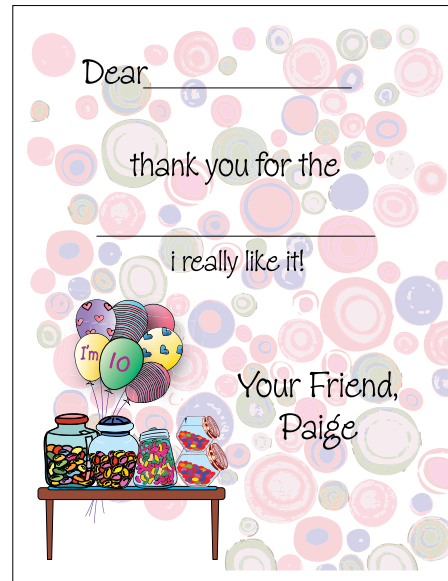 Dear
thank you for the
i really like it!
I'm 10
Your Friend,
Paige